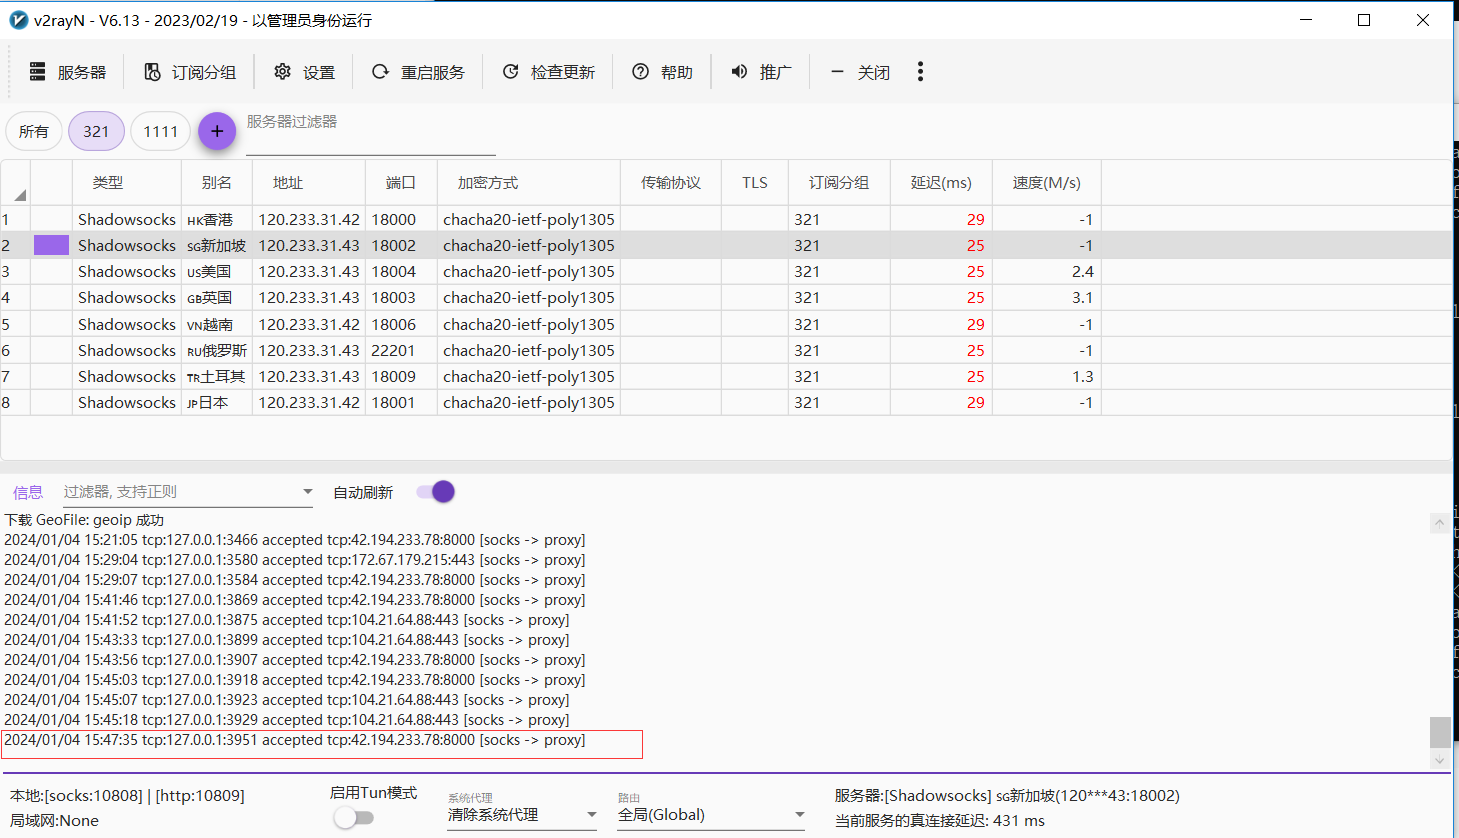 v2rayN - V6.13 - 2023/02/19 - 以管理员身份运行
服务器 订阅分组 设置 重启服务 检查更新 帮助 推广 关闭
所有 321 1111 + 服务器过滤器
类型 别名 地址 端口 加密方式 传输协议 TLS 订阅分组 延迟(ms) 速度(M/s)
1 Shadowsocks HK香港 120.233.31.42 18000 chacha20-ietf-poly1305 321 29 -1
2 Shadowsocks SG新加坡 120.233.31.43 18002 chacha20-ietf-poly1305 321 25 -1
3 Shadowsocks US美国 120.233.31.43 18004 chacha20-ietf-poly1305 321 25 2.4
4 Shadowsocks GB英国 120.233.31.43 18003 chacha20-ietf-poly1305 321 25 3.1
5 Shadowsocks VN越南 120.233.31.42 18006 chacha20-ietf-poly1305 321 29 -1
6 Shadowsocks RU俄罗斯 120.233.31.43 22201 chacha20-ietf-poly1305 321 25 -1
7 Shadowsocks TR土耳其 120.233.31.43 18009 chacha20-ietf-poly1305 321 25 1.3
8 Shadowsocks JP日本 120.233.31.42 18001 chacha20-ietf-poly1305 321 29 -1
信息 过滤器, 支持正则 自动刷新
下载 GeoFile: geoip 成功
2024/01/04 15:21:05 tcp:127.0.0.1:3466 accepted tcp:42.194.233.78:8000 [socks -> proxy]
2024/01/04 15:29:04 tcp:127.0.0.1:3580 accepted tcp:172.67.179.215:443 [socks -> proxy]
2024/01/04 15:29:07 tcp:127.0.0.1:3584 accepted tcp:42.194.233.78:8000 [socks -> proxy]
2024/01/04 15:41:46 tcp:127.0.0.1:3869 accepted tcp:42.194.233.78:8000 [socks -> proxy]
2024/01/04 15:41:52 tcp:127.0.0.1:3875 accepted tcp:104.21.64.88:443 [socks -> proxy]
2024/01/04 15:43:33 tcp:127.0.0.1:3899 accepted tcp:104.21.64.88:443 [socks -> proxy]
2024/01/04 15:43:56 tcp:127.0.0.1:3907 accepted tcp:42.194.233.78:8000 [socks -> proxy]
2024/01/04 15:45:03 tcp:127.0.0.1:3918 accepted tcp:42.194.233.78:8000 [socks -> proxy]
2024/01/04 15:45:07 tcp:127.0.0.1:3923 accepted tcp:104.21.64.88:443 [socks -> proxy]
2024/01/04 15:45:18 tcp:127.0.0.1:3929 accepted tcp:104.21.64.88:443 [socks -> proxy]
2024/01/04 15:47:35 tcp:127.0.0.1:3951 accepted tcp:42.194.233.78:8000 [socks -> proxy]
本地:[socks:10808] | [http:10809]
局域网:None
启用Tun模式
系统代理
清除系统代理
路由
全局(Global)
服务器:[Shadowsocks] SG新加坡(120***43:18002)
当前服务的真连接延迟: 431 ms